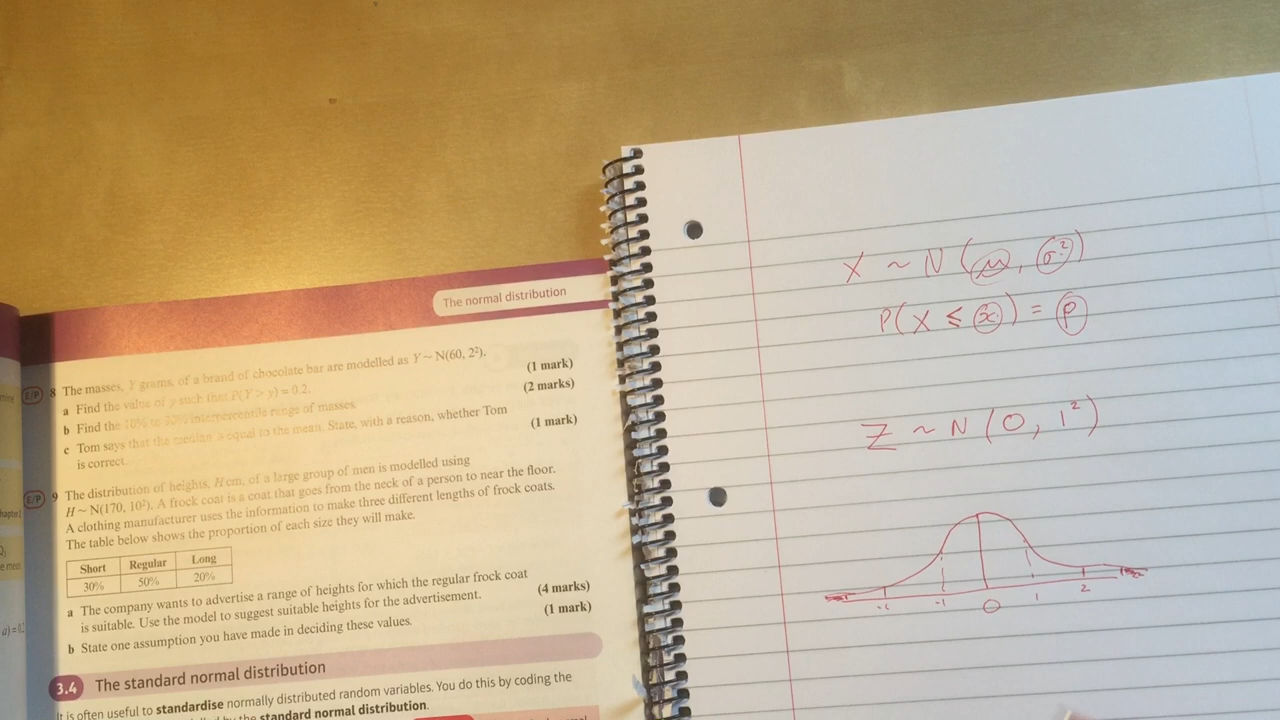 The normal distribution
E/P 8 The masses, Y grams, of a brand of chocolate bar are modelled as Y ~ N(60, 2²).
a Find the value of y such that P(Y > y) = 0.2. (1 mark)
b Find the 10% to 90% interpercentile range of masses. (2 marks)
c Tom says that the median is equal to the mean. State, with a reason, whether Tom
is correct. (1 mark)
E/P 9 The distribution of heights, H cm, of a large group of men is modelled using
H ~ N(170, 10²). A frock coat is a coat that goes from the neck of a person to near the floor.
A clothing manufacturer uses the information to make three different lengths of frock coats.
The table below shows the proportion of each size they will make.
Short Regular Long
30% 50% 20%
a The company wants to advertise a range of heights for which the regular frock coat
is suitable. Use the model to suggest suitable heights for the advertisement. (4 marks)
b State one assumption you have made in deciding these values. (1 mark)
3.4 The standard normal distribution
It is often useful to standardise normally distributed random variables. You do this by coding the
by the standard normal distribution.
X ~ N (μ, σ²)
P(X ≤ x) = p
Z ~ N (0, 1²)
-1 0 1 2